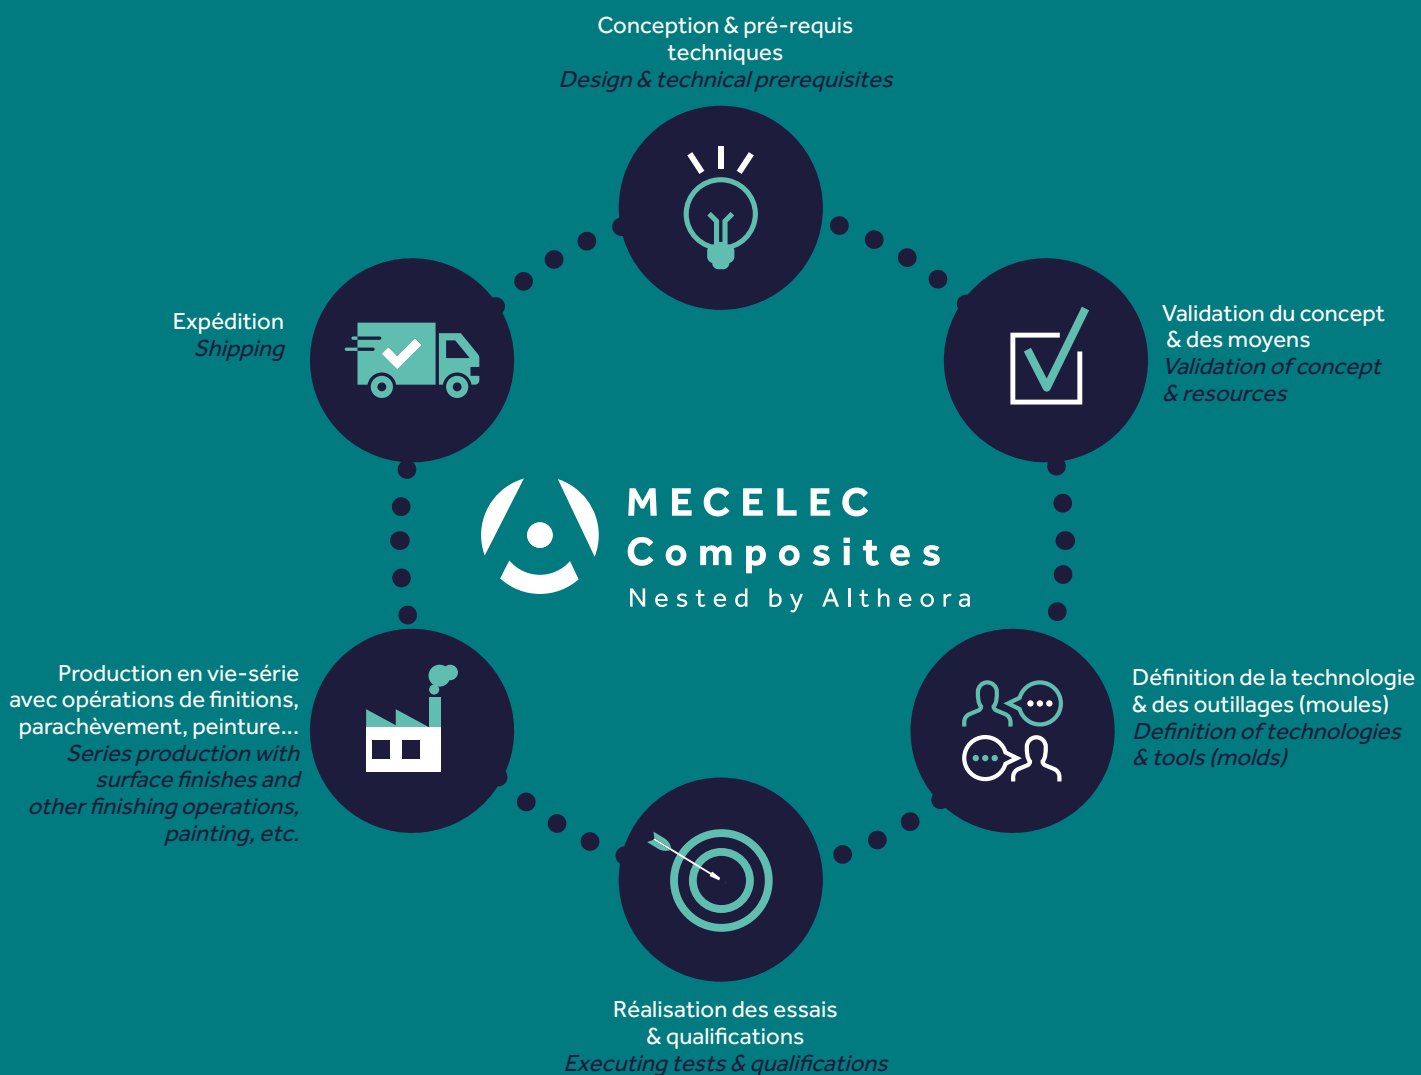 Conception & pré-requis
techniques
Design & technical prerequisites
Validation du concept
& des moyens
Validation of concept
& resources
Expédition
Shipping
MECELEC
Composites
Nested by Altheora
Définition de la technologie
& des outillages (moules)
Definition of technologies
& tools (molds)
Production en vie-série
avec opérations de finitions,
parachèvement, peinture...
Series production with
surface finishes and
other finishing operations,
painting, etc.
Réalisation des essais
& qualifications
Executing tests & qualifications